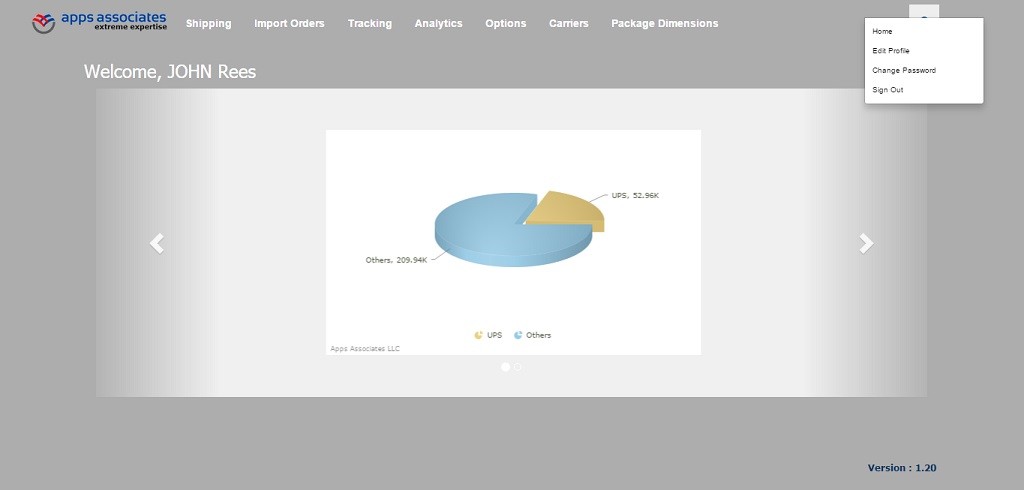 apps associates
extreme expertise
Shipping Import Orders Tracking Analytics Options Carriers Package Dimensions
Home
Edit Profile
Change Password
Sign Out
Welcome, JOHN Rees
UPS, 52.96K
Others, 209.94K
UPS Others
Apps Associates LLC
Version : 1.20